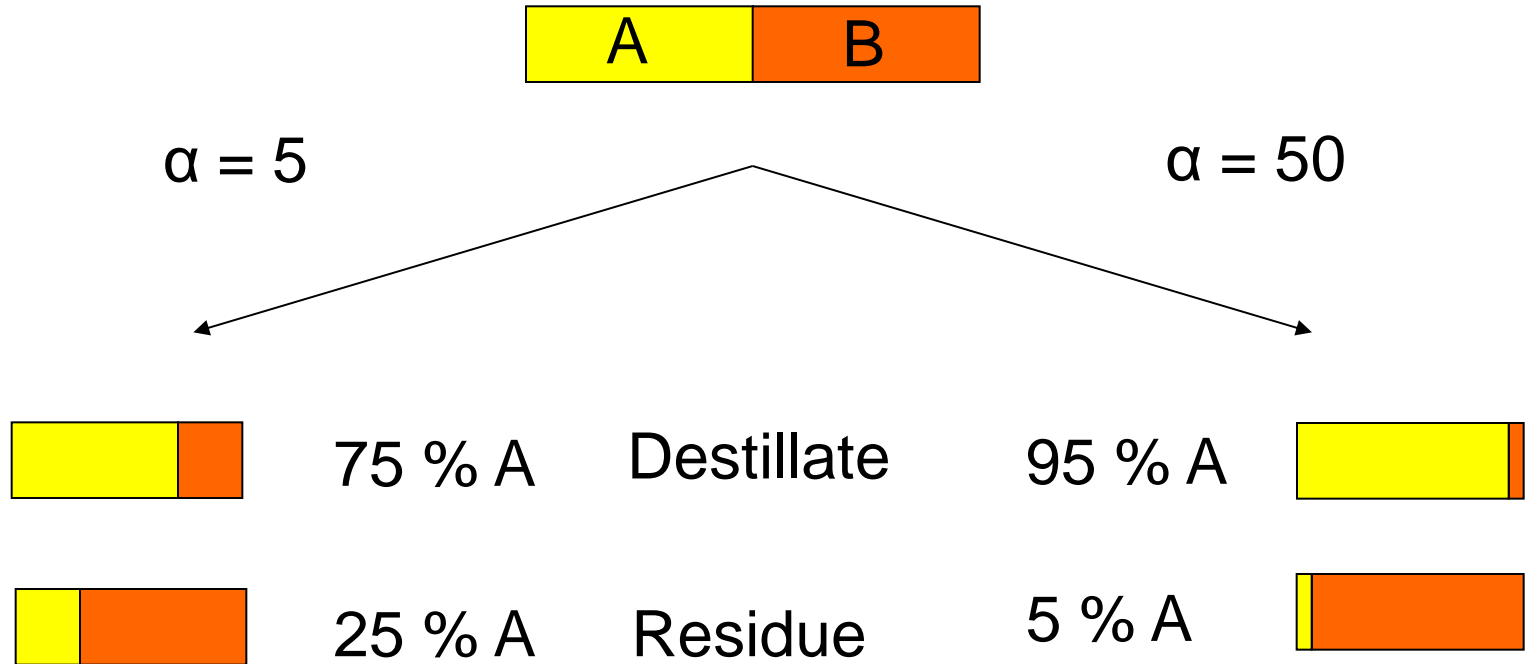 A B
α = 5 α = 50
75 % A Destillate 95 % A
25 % A Residue 5 % A